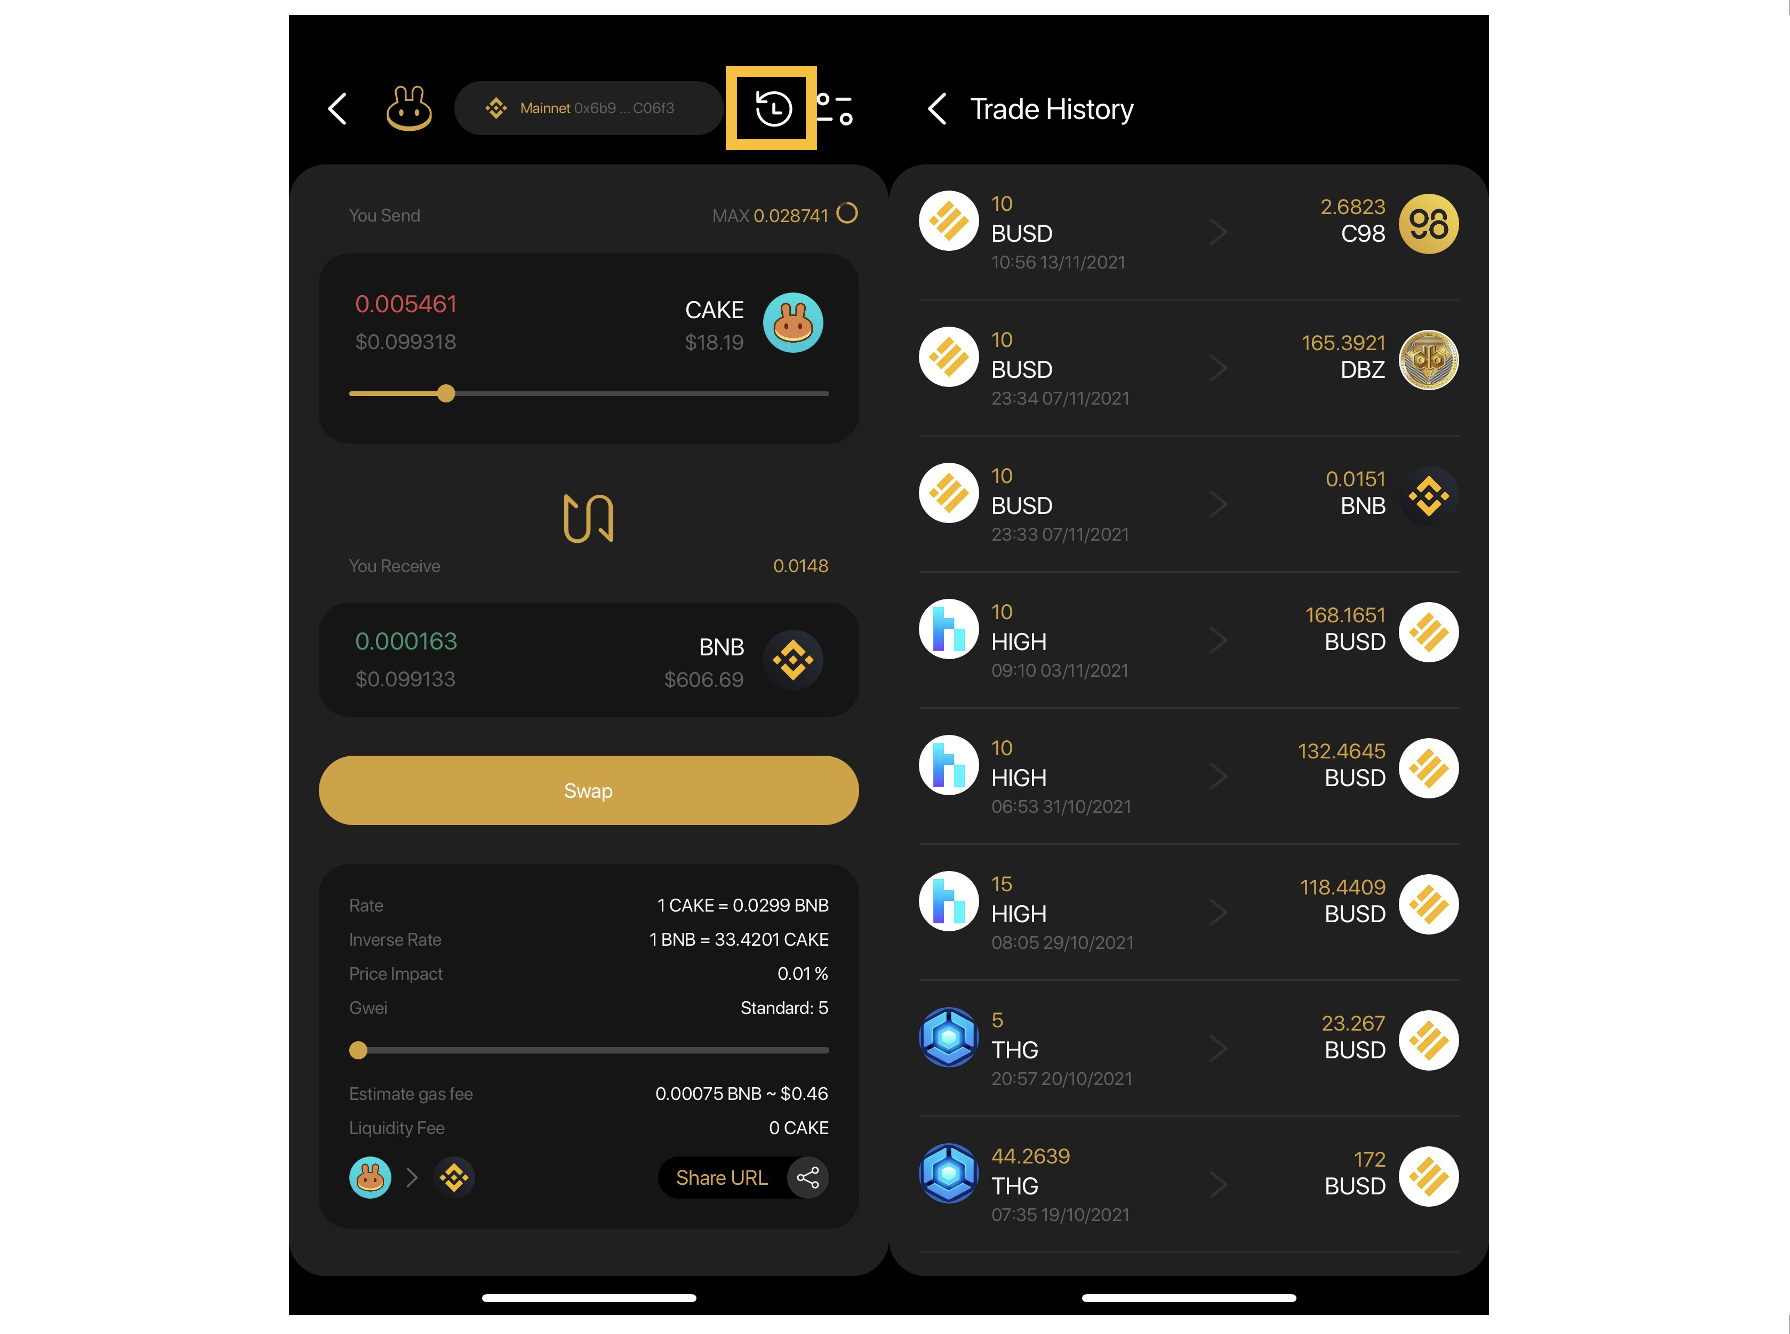 Mainnet 0x6b9 ... C06f3
You Send
MAX 0.028741
0.005461
CAKE
$0.099318
$18.19
You Receive
0.0148
0.000163
BNB
$0.099133
$606.69
Swap
Rate
1 CAKE = 0.0299 BNB
Inverse Rate
1 BNB = 33.4201 CAKE
Price Impact
0.01 %
Gwei
Standard: 5
Estimate gas fee
0.00075 BNB ~ $0.46
Liquidity Fee
0 CAKE
Share URL
Trade History
10
BUSD
10:56 13/11/2021
2.6823
C98
98
10
BUSD
23:34 07/11/2021
165.3921
DBZ
10
BUSD
23:33 07/11/2021
0.0151
BNB
10
HIGH
09:10 03/11/2021
168.1651
BUSD
10
HIGH
06:53 31/10/2021
132.4645
BUSD
15
HIGH
08:05 29/10/2021
118.4409
BUSD
5
THG
20:57 20/10/2021
23.267
BUSD
44.2639
THG
07:35 19/10/2021
172
BUSD